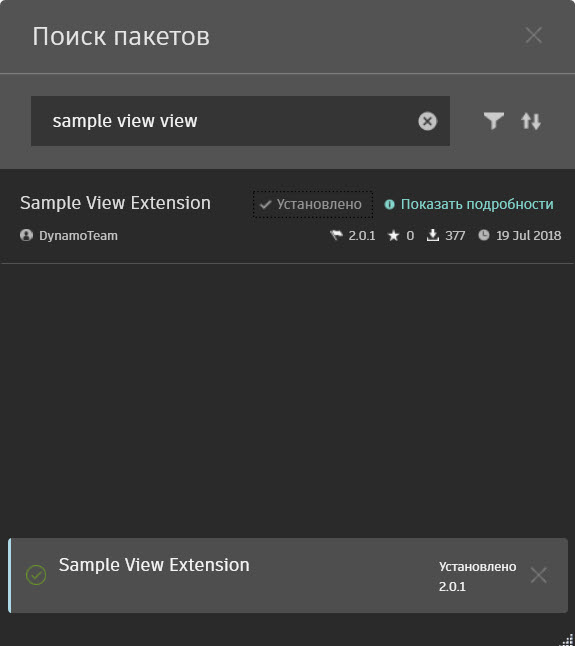 Поиск пакетов
sample view view
Sample View Extension Установлено Показать подробности
DynamoTeam 2.0.1 0 377 19 Jul 2018
Sample View Extension Установлено
2.0.1